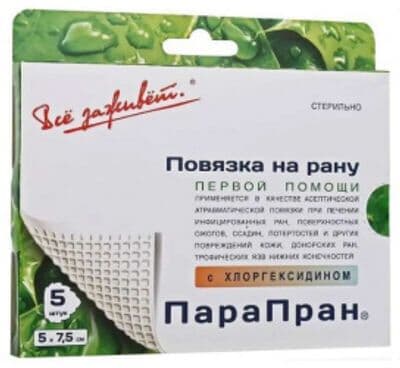 Всё заживёт.®
СТЕРИЛЬНО
Повязка на рану
ПЕРВОЙ ПОМОЩИ
ПРИМЕНЯЕТСЯ В КАЧЕСТВЕ АСЕПТИЧЕСКОЙ
АТРАВМАТИЧЕСКОЙ ПОВЯЗКИ ПРИ ЛЕЧЕНИИ
ИНФИЦИРОВАННЫХ РАН, ПОВЕРХНОСТНЫХ
ОЖОГОВ, ССАДИН, ПОТЕРТОСТЕЙ И ДРУГИХ
ПОВРЕЖДЕНИЙ КОЖИ, ДОНОРСКИХ РАН,
ТРОФИЧЕСКИХ ЯЗВ НИЖНИХ КОНЕЧНОСТЕЙ
с ХЛОРГЕКСИДИНОМ
5
штук
ПараПран®
5 х 7,5 см